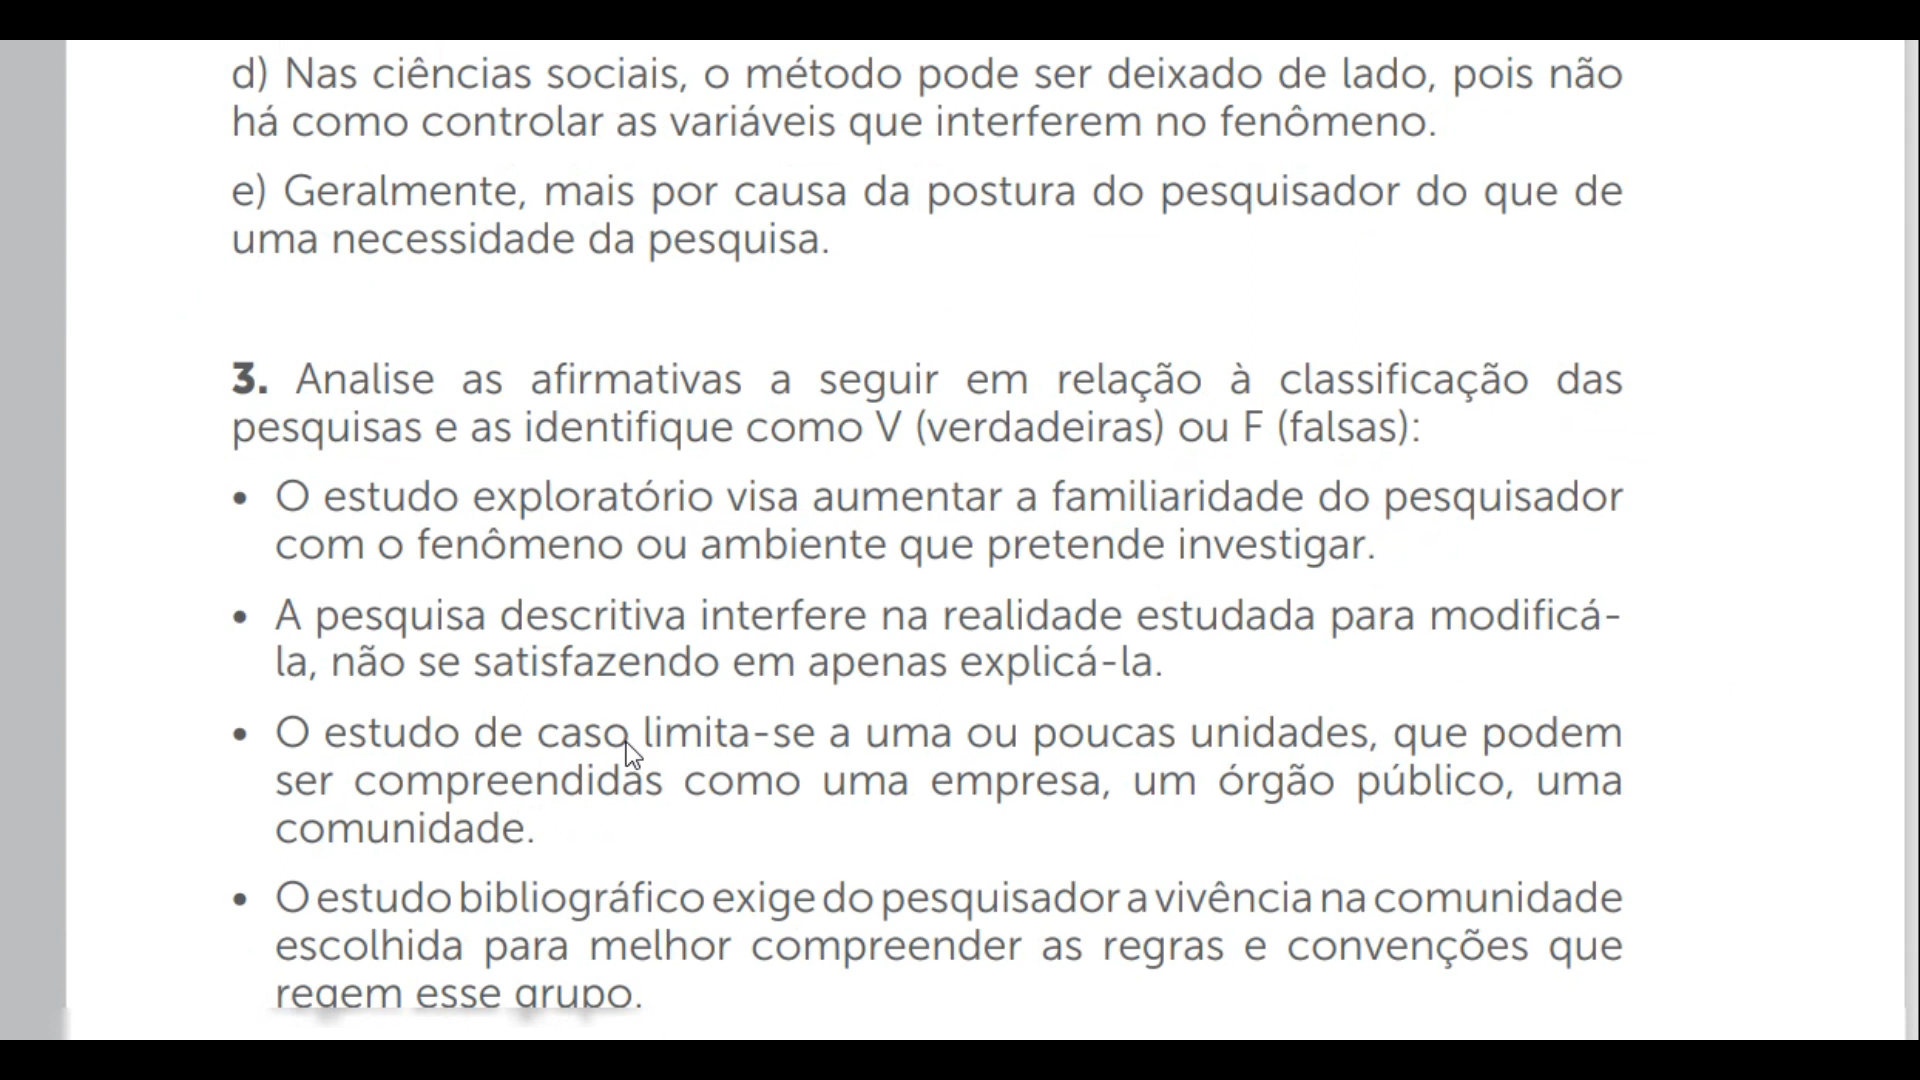 d) Nas ciências sociais, o método pode ser deixado de lado, pois não
há como controlar as variáveis que interferem no fenômeno.
e) Geralmente, mais por causa da postura do pesquisador do que de
uma necessidade da pesquisa.
3. Analise as afirmativas a seguir em relação à classificação das
pesquisas e as identifique como V (verdadeiras) ou F (falsas):
• O estudo exploratório visa aumentar a familiaridade do pesquisador
com o fenômeno ou ambiente que pretende investigar.
• A pesquisa descritiva interfere na realidade estudada para modificá-
la, não se satisfazendo em apenas explicá-la.
• O estudo de caso limita-se a uma ou poucas unidades, que podem
ser compreendidas como uma empresa, um órgão público, uma
comunidade.
• O estudo bibliográfico exige do pesquisador a vivência na comunidade
escolhida para melhor compreender as regras e convenções que
regem esse grupo.